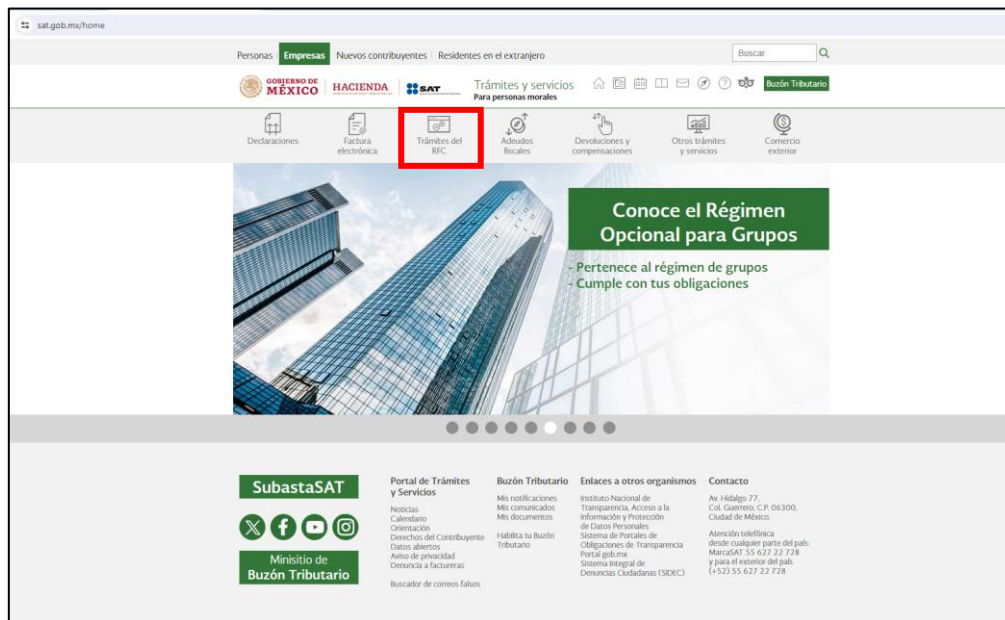 sat.gob.mx/home
Personas Empresas Nuevos contribuyentes Residentes en el extranjero Buscar
GOBIERNO DE
MÉXICO
HACIENDA
SAT
Trámites y servicios
Para personas morales
Buzón Tributario
Declaraciones
Factura
electrónica
Trámites del
RFC
Adeudos
fiscales
Devoluciones y
compensaciones
Otros trámites
y servicios
Comercio
exterior
Conoce el Régimen
Opcional para Grupos
- Pertenece al régimen de grupos
- Cumple con tus obligaciones
SubastaSAT
Minisitio de
Buzón Tributario
Portal de Trámites
y Servicios
Noticias
Calendario
Orientación
Derechos del Contribuyente
Datos abiertos
Aviso de privacidad
Denuncia a factureras
Buscador de correos falsos
Buzón Tributario
Mis notificaciones
Mis comunicados
Mis documentos
Habilita tu Buzón
Tributario
Enlaces a otros organismos
Instituto Nacional de
Transparencia, Acceso a la
Información y Protección
de Datos Personales
Sistema de Portales de
Obligaciones de Transparencia
Portal gob.mx
Sistema Integral de
Denuncias Ciudadanas (SIDEC)
Contacto
Av. Hidalgo 77,
Col. Guerrero, C.P. 06300,
Ciudad de México.
Atención telefónica
desde cualquier parte del país:
MarcaSAT 55 627 22 728
y para el exterior del país
(+52) 55 627 22 728